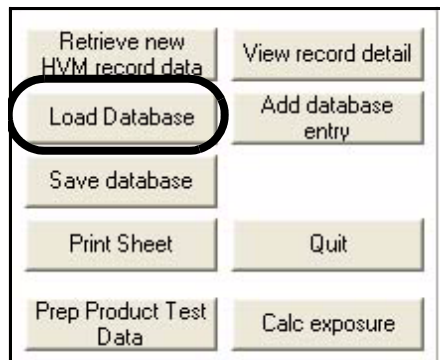 Retrieve new
HVM record data
View record detail
Load Database
Add database
entry
Save database
Print Sheet
Quit
Prep Product Test
Data
Calc exposure